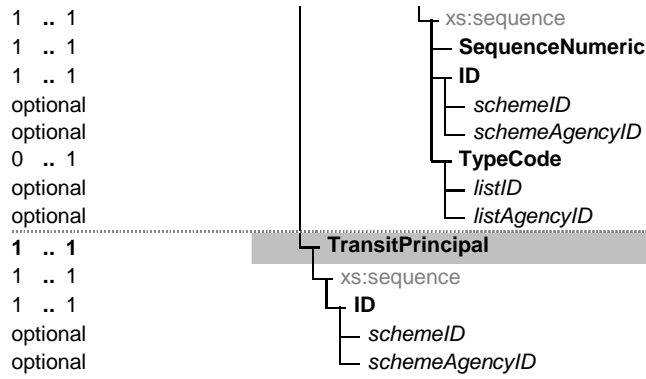 1 .. 1 xs:sequence
1 .. 1 SequenceNumeric
1 .. 1 ID
optional schemeID
optional schemeAgencyID
0 .. 1 TypeCode
optional listID
optional listAgencyID
1 .. 1 TransitPrincipal
1 .. 1 xs:sequence
1 .. 1 ID
optional schemeID
optional schemeAgencyID